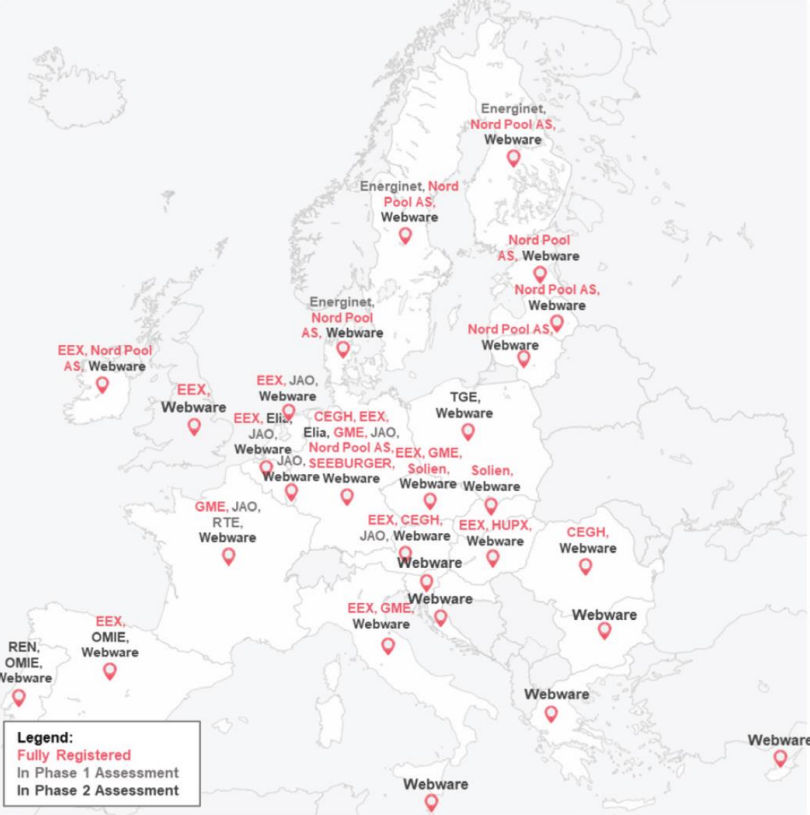 Energinet,
Nord Pool AS,
Webware
Energinet, Nord
Pool AS,
Webware
Nord Pool
AS, Webware
Nord Pool AS,
Webware
Energinet,
Nord Pool
AS, Webware
Nord Pool AS,
Webware
EEX, Nord Pool
AS, Webware
EEX,
Webware
EEX, JAO,
Webware
EEX, Elia,
JAO,
Webware
JAO,
Webware
CEGH, EEX,
Elia, GME, JAO,
Nord Pool AS,
SEEBURGER,
Webware
TGE,
Webware
EEX, GME,
Solien,
Webware
Solien,
Webware
GME, JAO,
RTE,
Webware
EEX, CEGH,
JAO, Webware
EEX, HUPX,
Webware
CEGH,
Webware
Webware
Webware
Webware
EEX, GME,
Webware
EEX,
OMIE,
Webware
REN,
OMIE,
Webware
Webware
Webware
Webware
Legend:
Fully Registered
In Phase 1 Assessment
In Phase 2 Assessment